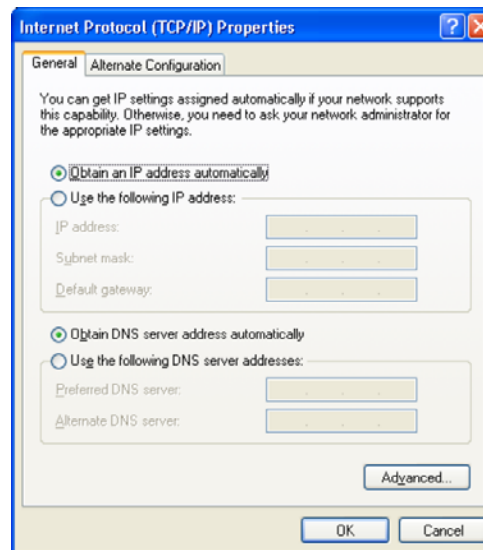 Internet Protocol (TCP/IP) Properties
General Alternate Configuration
You can get IP settings assigned automatically if your network supports
this capability. Otherwise, you need to ask your network administrator for
the appropriate IP settings.
Obtain an IP address automatically
Use the following IP address:
IP address:
Subnet mask:
Default gateway:
Obtain DNS server address automatically
Use the following DNS server addresses:
Preferred DNS server:
Alternate DNS server:
Advanced...
OK Cancel